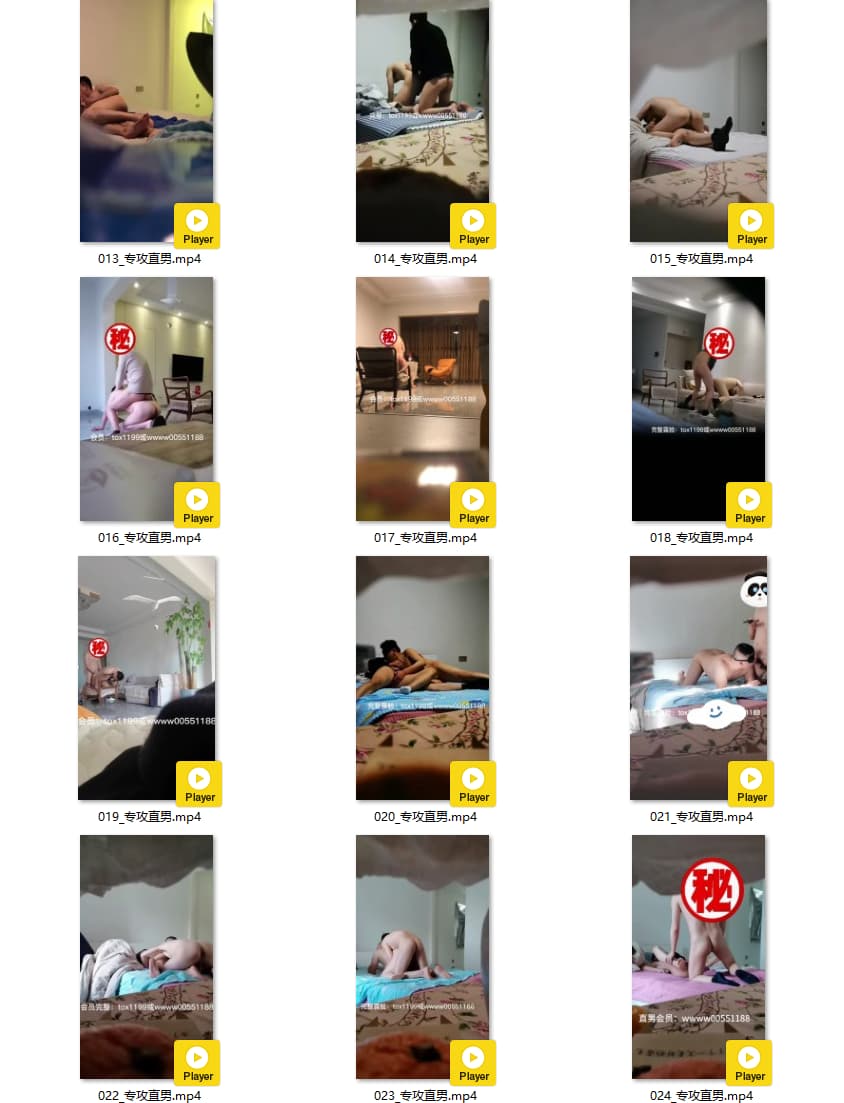 完整: tox1199或wwww00551188
Player
Player
Player
013_专攻直男.mp4
014_专攻直男.mp4
015_专攻直男.mp4
秘
秘
秘
会员: tox1199或wwww00551188
会员: tox1199或wwww00551188
完整露脸: tox1199或wwww00551188
Player
Player
Player
016_专攻直男.mp4
017_专攻直男.mp4
018_专攻直男.mp4
秘
会员: tox1199或wwww00551188
完整露脸: tox1199或wwww00551188
Player
Player
Player
019_专攻直男.mp4
020_专攻直男.mp4
021_专攻直男.mp4
秘
会员完整: tox1199或wwww00551188
完整露脸: tox1199或wwww00551188
直男会员: wwww00551188
Player
Player
Player
022_专攻直男.mp4
023_专攻直男.mp4
024_专攻直男.mp4